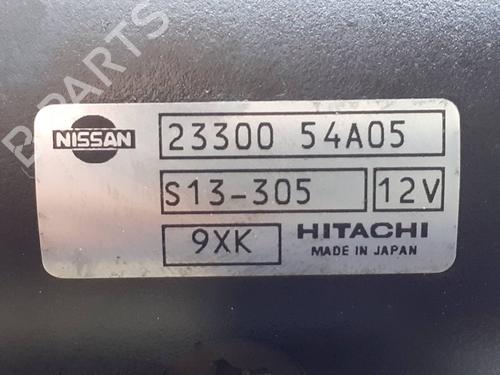 B-PARTS
NISSAN
23300 54A05
S13-305 12V
9XK HITACHI
MADE IN JAPAN